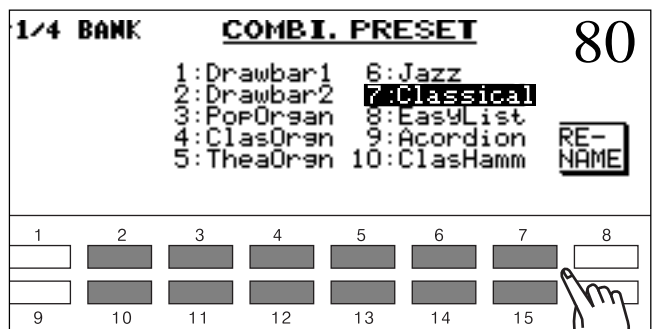 1/4 BANK COMBI. PRESET 80
1:Drawbar1 6:Jazz
2:Drawbar2 7:Classical
3:PopOrgan 8:EasyList
4:ClasOrgn 9:Acordion
5:TheaOrgn 10:ClasHamm
RE-
NAME
1 2 3 4 5 6 7 8
9 10 11 12 13 14 15